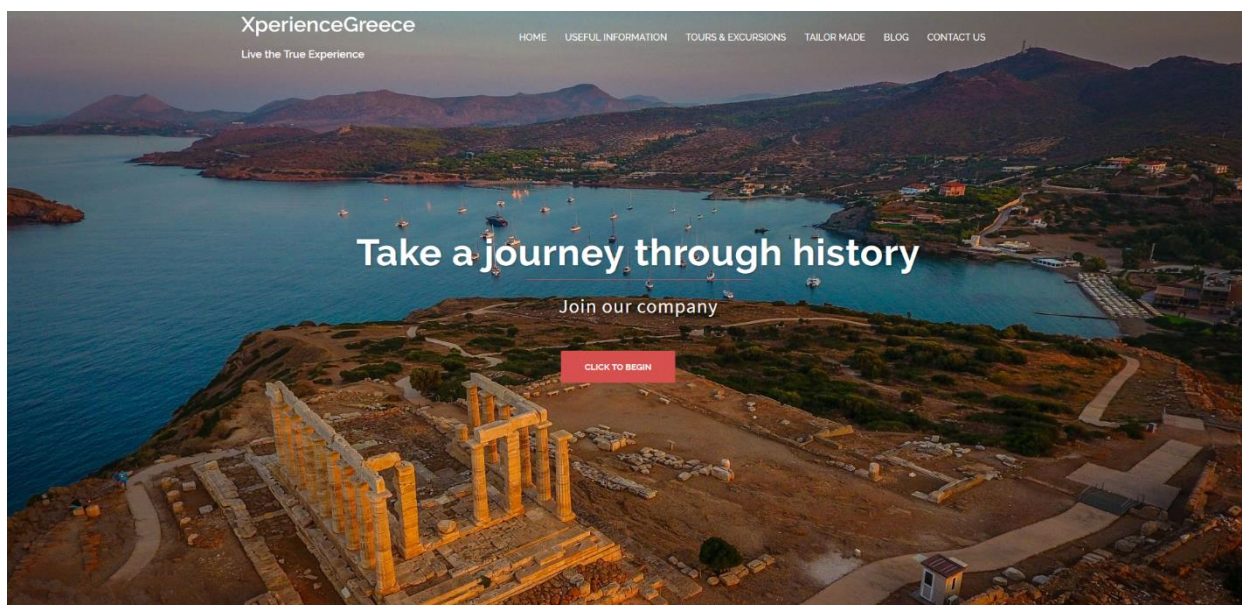 XperienceGreece
Live the True Experience
HOME USEFUL INFORMATION TOURS & EXCURSIONS TAILOR MADE BLOG CONTACT US
Take a journey through history
Join our company
CLICK TO BEGIN